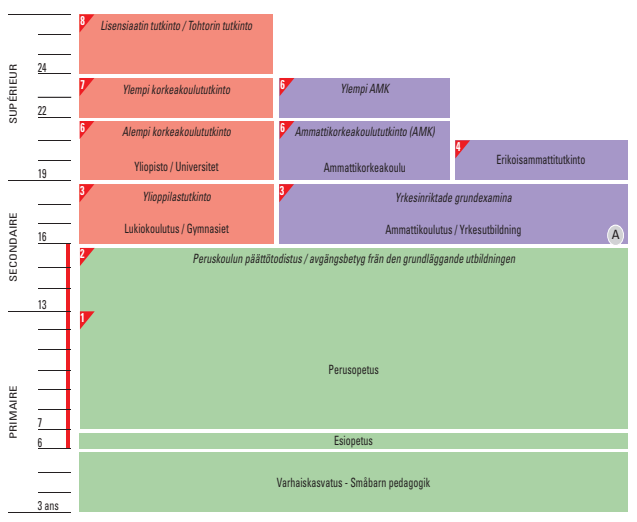 8
Lisensiaatin tutkinto / Tohtorin tutkinto
24
7
Ylempi korkeakoulututkinto
6
Ylempi AMK
22
6
Alempi korkeakoulututkinto
6
Ammattikorkeakoulututkinto (AMK)
4
Erikoisammattitutkinto
Yliopisto / Universitet
Ammattikorkeakoulu
19
SUPÉRIEUR
3
Ylioppilastutkinto
3
Yrkesinriktade grundexamina
Lukiokoulutus / Gymnasiet
Ammattikoulutus / Yrkesutbildning
A
16
2
Peruskoulun päättötodistus / avgångsbetyg från den grundläggande utbildningen
SECONDAIRE
13
1
Perusopetus
PRIMAIRE
7
6
Esiopetus
Varhaiskasvatus - Småbarn pedagogik
3 ans